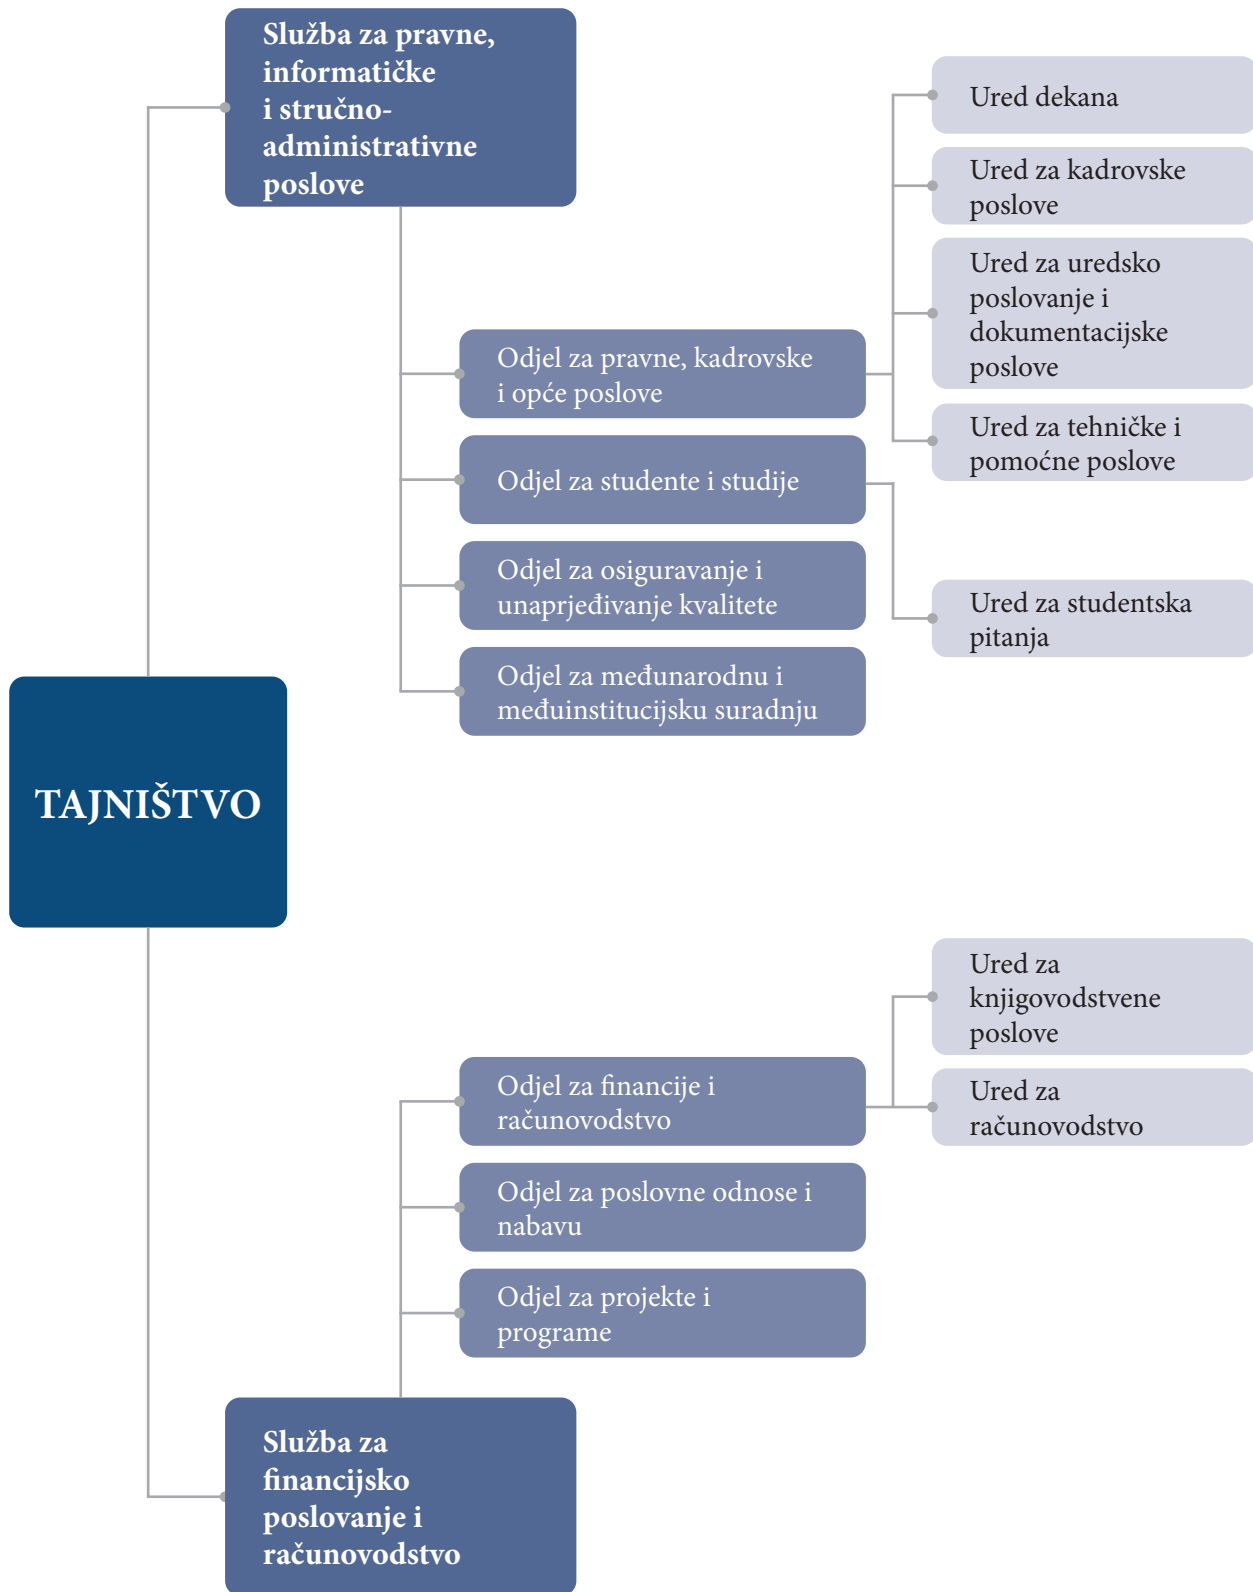 Služba za pravne,
informatičke
i stručno-
administrativne
poslove
Ured dekana
Ured za kadrovske
poslove
Ured za uredsko
poslovanje i
dokumentacijske
poslove
Odjel za pravne, kadrovske
i opće poslove
Ured za tehničke i
pomoćne poslove
Odjel za studente i studije
Odjel za osiguravanje i
unaprjeđivanje kvalitete
Ured za studentska
pitanja
Odjel za međunarodnu i
međuinstitucijsku suradnju
TAJNIŠTVO
Ured za
knjigovodstvene
poslove
Odjel za financije i
računovodstvo
Ured za
računovodstvo
Odjel za poslovne odnose i
nabavu
Odjel za projekte i
programe
Služba za
financijsko
poslovanje i
računovodstvo